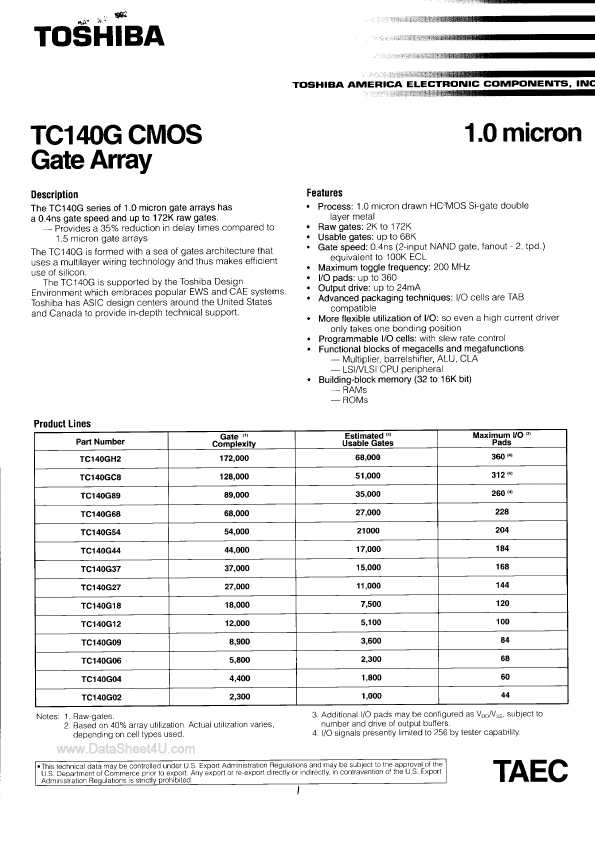 1992
TOSHIBA
TOSHIBA AMERICA ELECTRONIC COMPONENTS, INC
TC140G CMOS
Gate Array
1.0 micron
Description
The TC140G series of 1.0 micron gate arrays has
a 0.4ns gate speed and up to 172K raw gates.
— Provides a 35% reduction in delay times compared to
1.5 micron gate arrays
The TC140G is formed with a sea of gates architecture that
uses a multilayer wiring technology and thus makes efficient
use of silicon.
The TC140G is supported by the Toshiba Design
Environment which embraces popular EWS and CAE systems.
Toshiba has ASIC design centers around the United States
and Canada to provide in-depth technical support.
Features
• Process: 1.0 micron drawn HC²MOS Si-gate double
layer metal
• Raw gates: 2K to 172K
• Usable gates: up to 68K
• Gate speed: 0.4ns (2-input NAND gate, fanout - 2, tpd.)
equivalent to 100K ECL
• Maximum toggle frequency: 200 MHz
• I/O pads: up to 360
• Output drive: up to 24mA
• Advanced packaging techniques: I/O cells are TAB
compatible
• More flexible utilization of I/O: so even a high current driver
only takes one bonding position
• Programmable I/O cells: with slew rate control
• Functional blocks of megacells and megafunctions
— Multiplier, barrelshifter, ALU, CLA
— LSI/VLSI CPU peripheral
• Building-block memory (32 to 16K bit)
— RAMs
— ROMs
Product Lines
Part Number Gate (1) Complexity Estimated (2) Usable Gates Maximum I/O (3) Pads
TC140GH2 172,000 68,000 360 (4)
TC140GC8 128,000 51,000 312 (4)
TC140G89 89,000 35,000 260 (4)
TC140G68 68,000 27,000 228
TC140G54 54,000 21000 204
TC140G44 44,000 17,000 184
TC140G37 37,000 15,000 168
TC140G27 27,000 11,000 144
TC140G18 18,000 7,500 120
TC140G12 12,000 5,100 100
TC140G09 8,900 3,600 84
TC140G06 5,800 2,300 68
TC140G04 4,400 1,800 60
TC140G02 2,300 1,000 44
Notes: 1. Raw-gates.
2. Based on 40% array utilization. Actual utilization varies,
depending on cell types used.
3. Additional I/O pads may be configured as VDD/VSS, subject to
number and drive of output buffers.
4. I/O signals presently limited to 256 by tester capability.
www.DataSheet4U.com
• This technical data may be controlled under U.S. Export Administration Regulations and may be subject to the approval of the
U.S. Department of Commerce prior to export. Any export or re-export directly or indirectly, in contravention of the U.S. Export
Administration Regulations is strictly prohibited.
TAEC
1